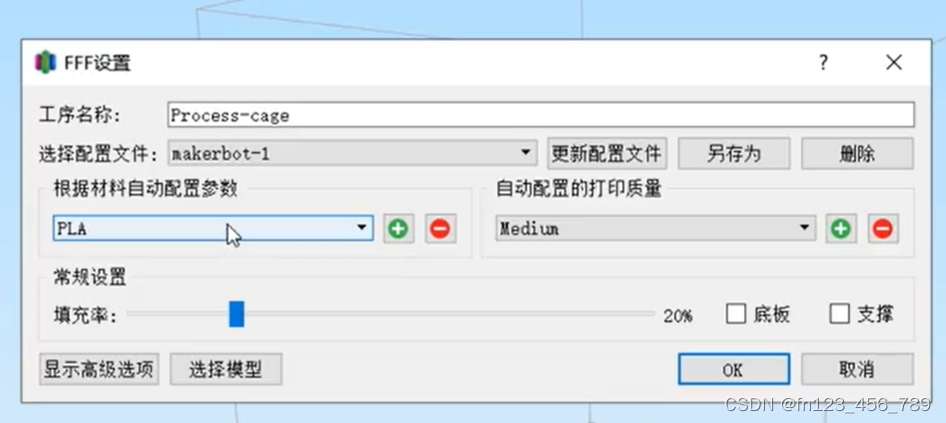 FFF设置 ?
工序名称: Process-cage
选择配置文件: makerbot-1 更新配置文件 另存为 删除
根据材料自动配置参数 自动配置的打印质量
PLA Medium
常规设置
填充率: 20% 底板 支撑
显示高级选项 选择模型 OK 取消
CSDN @fn123_456_789